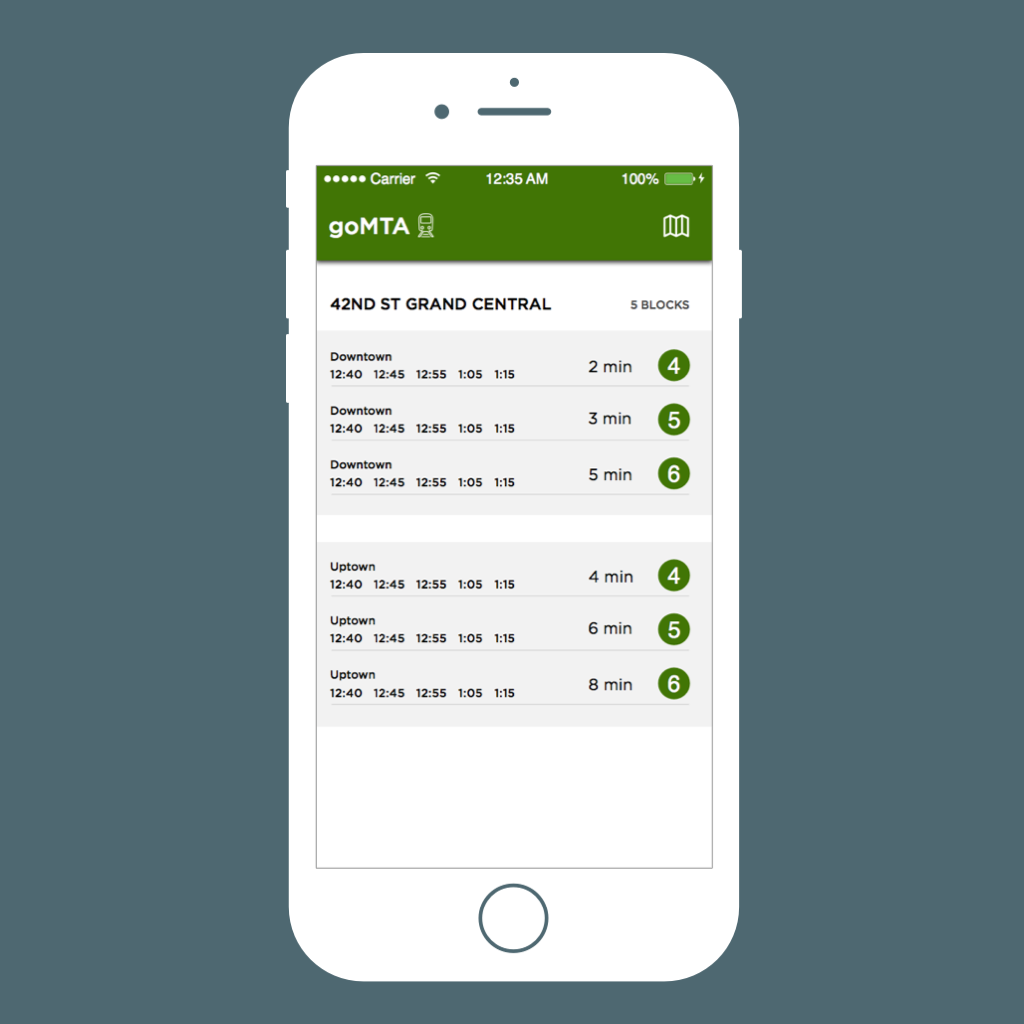 Carrier 12:35 AM 100%
goMTA
42ND ST GRAND CENTRAL 5 BLOCKS
Downtown
12:40 12:45 12:55 1:05 1:15 2 min 4
Downtown
12:40 12:45 12:55 1:05 1:15 3 min 5
Downtown
12:40 12:45 12:55 1:05 1:15 5 min 6
Uptown
12:40 12:45 12:55 1:05 1:15 4 min 4
Uptown
12:40 12:45 12:55 1:05 1:15 6 min 5
Uptown
12:40 12:45 12:55 1:05 1:15 8 min 6